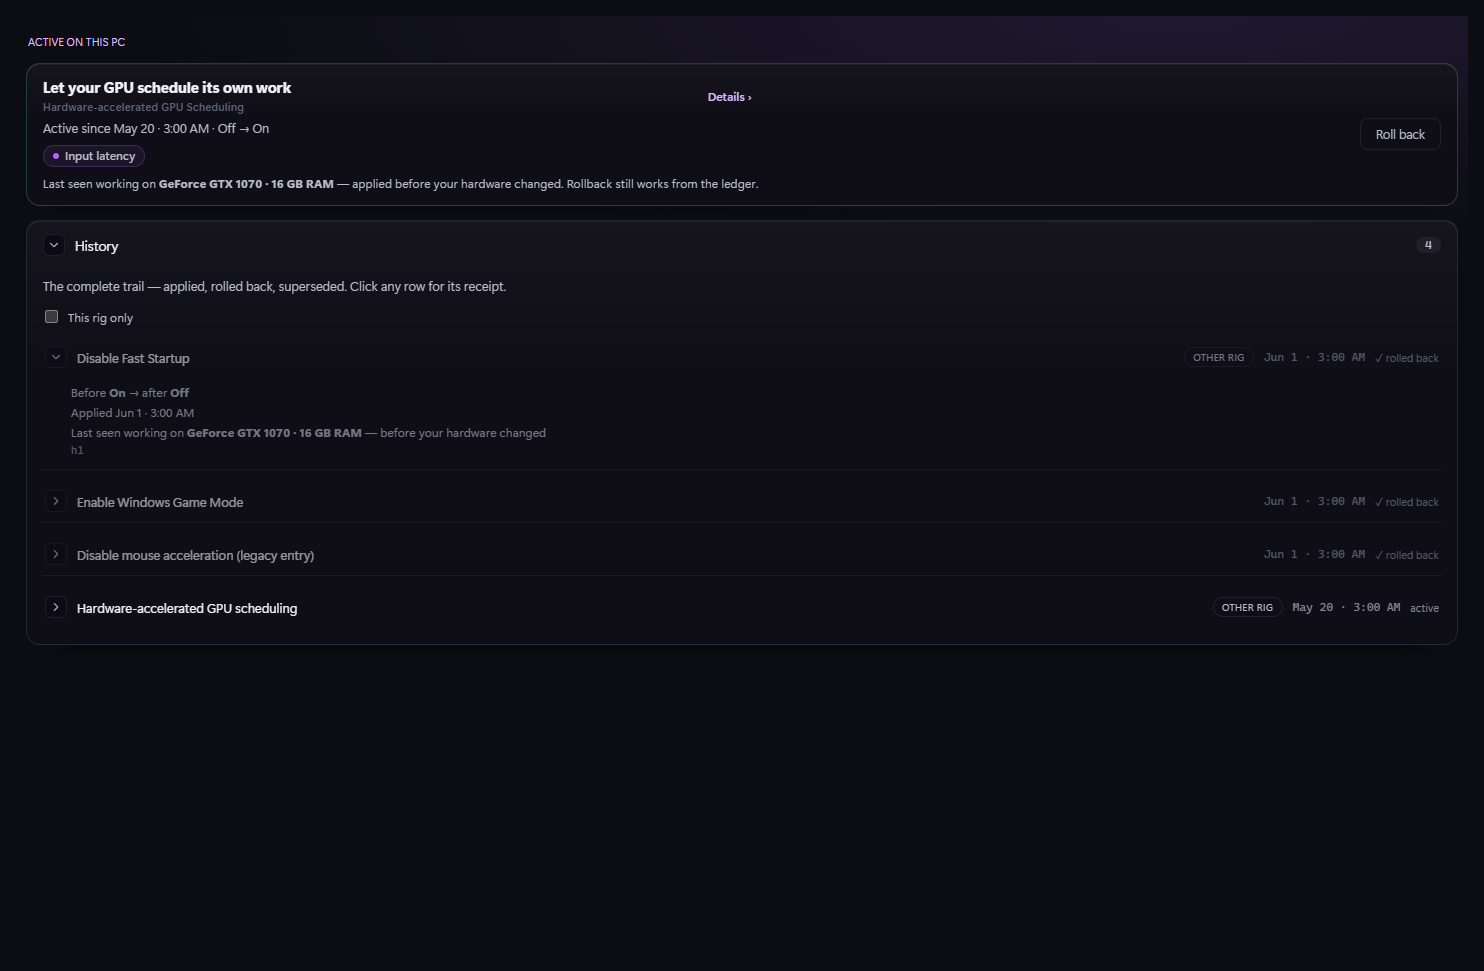 ACTIVE ON THIS PC
Let your GPU schedule its own work
Hardware-accelerated GPU Scheduling
Details ›
Active since May 20 · 3:00 AM · Off → On
Roll back
Input latency
Last seen working on GeForce GTX 1070 · 16 GB RAM — applied before your hardware changed. Rollback still works from the ledger.
History 4
The complete trail — applied, rolled back, superseded. Click any row for its receipt.
This rig only
Disable Fast Startup OTHER RIG Jun 1 · 3:00 AM ✓ rolled back
Before On → after Off
Applied Jun 1 · 3:00 AM
Last seen working on GeForce GTX 1070 · 16 GB RAM — before your hardware changed
h1
Enable Windows Game Mode Jun 1 · 3:00 AM ✓ rolled back
Disable mouse acceleration (legacy entry) Jun 1 · 3:00 AM ✓ rolled back
Hardware-accelerated GPU scheduling OTHER RIG May 20 · 3:00 AM active